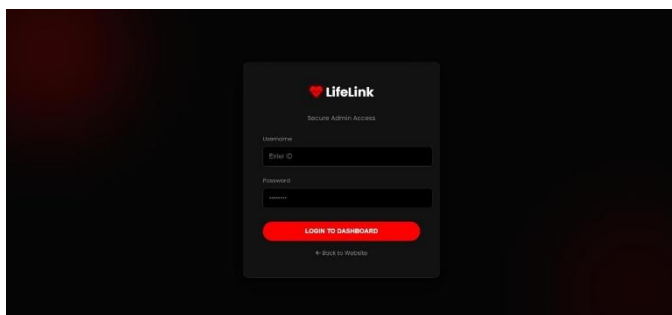 LifeLink
Secure Admin Access
Username
Enter ID
Password
••••••••
LOGIN TO DASHBOARD
← Back to Website